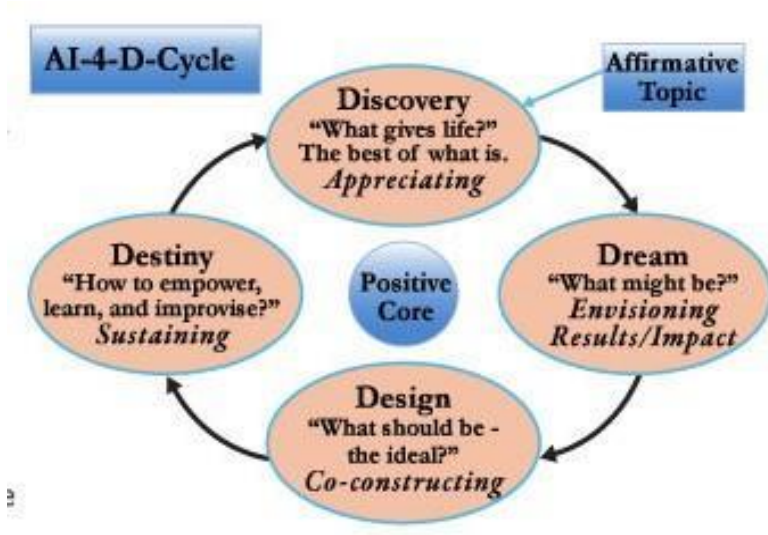 AI-4-D-Cycle
Affirmative
Topic
Discovery
“What gives life?”
The best of what is.
Appreciating
Dream
“What might be?”
Envisioning
Results/Impact
Design
“What should be -
the ideal?”
Co-constructing
Destiny
“How to empower,
learn, and improvise?”
Sustaining
Positive
Core
e